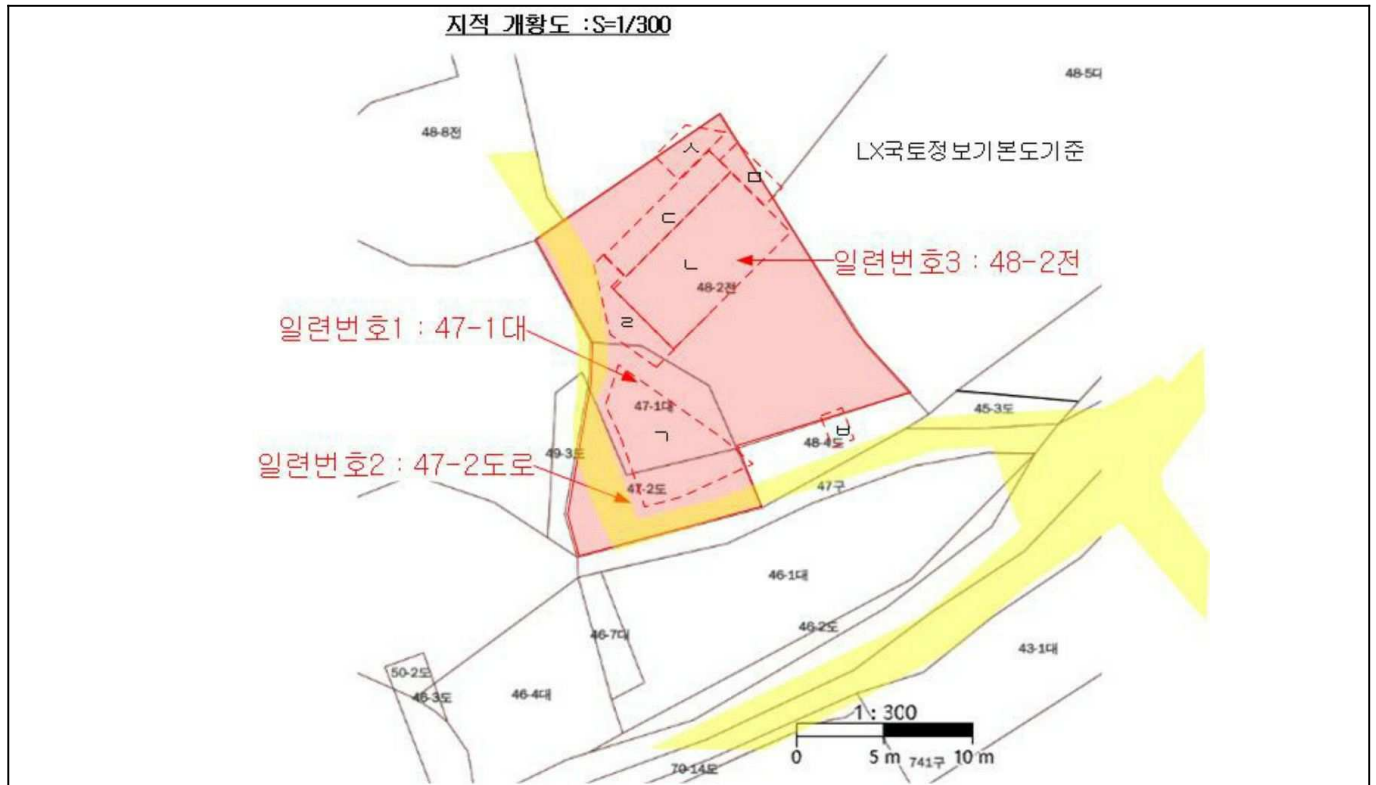 지적 개황도 :S=1/300
48-5대
48-8전
LX국토정보기본도기준
ㅅ
ㅁ
ㄷ
ㄴ
일련번호3 : 48-2전
48-2전
ㄹ
일련번호1 : 47-1대
47-1대
45-3도
ㄱ
ㅂ
48-4도
49-3도
일련번호2 : 47-2도로
47-2도
47구
46-1대
46-7대
46-2도
43-1대
50-2도
46-3도
46-4대
1 : 300
0 5 m 10 m
741구
70-14도